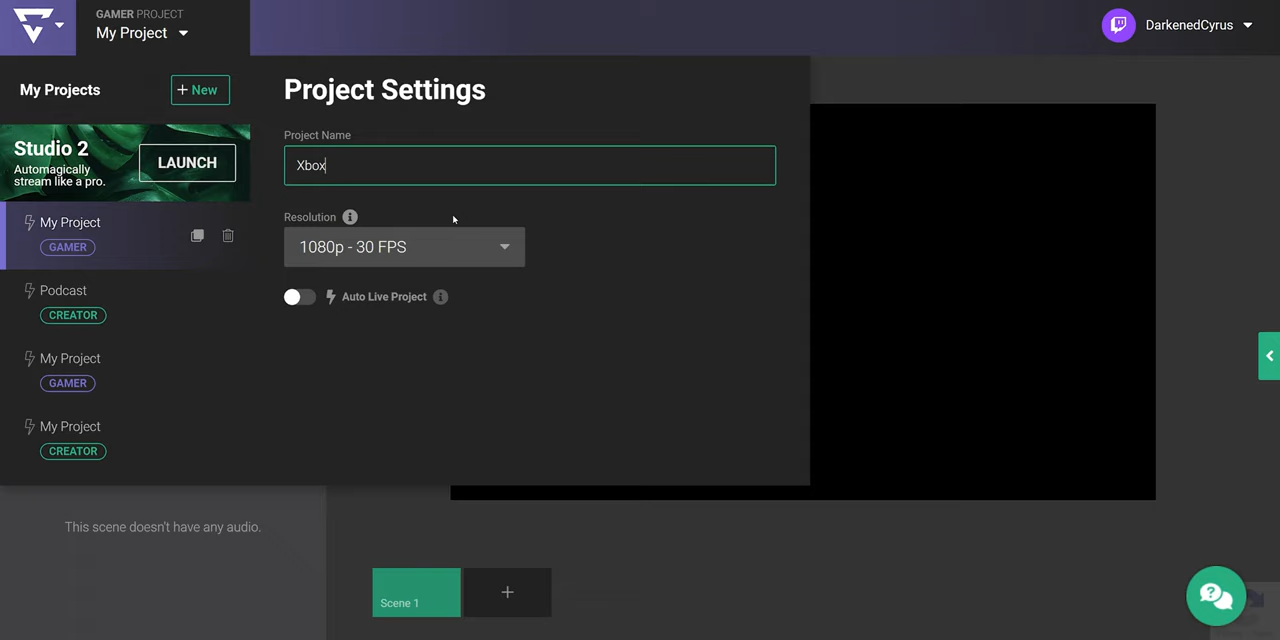 GAMER PROJECT
My Project
DarkenedCyrus
My Projects
+ New
Studio 2
Automagically
stream like a pro.
LAUNCH
My Project
GAMER
Podcast
CREATOR
My Project
GAMER
My Project
CREATOR
Project Settings
Project Name
Xbox
Resolution
1080p - 30 FPS
Auto Live Project
This scene doesn't have any audio.
Scene 1
+